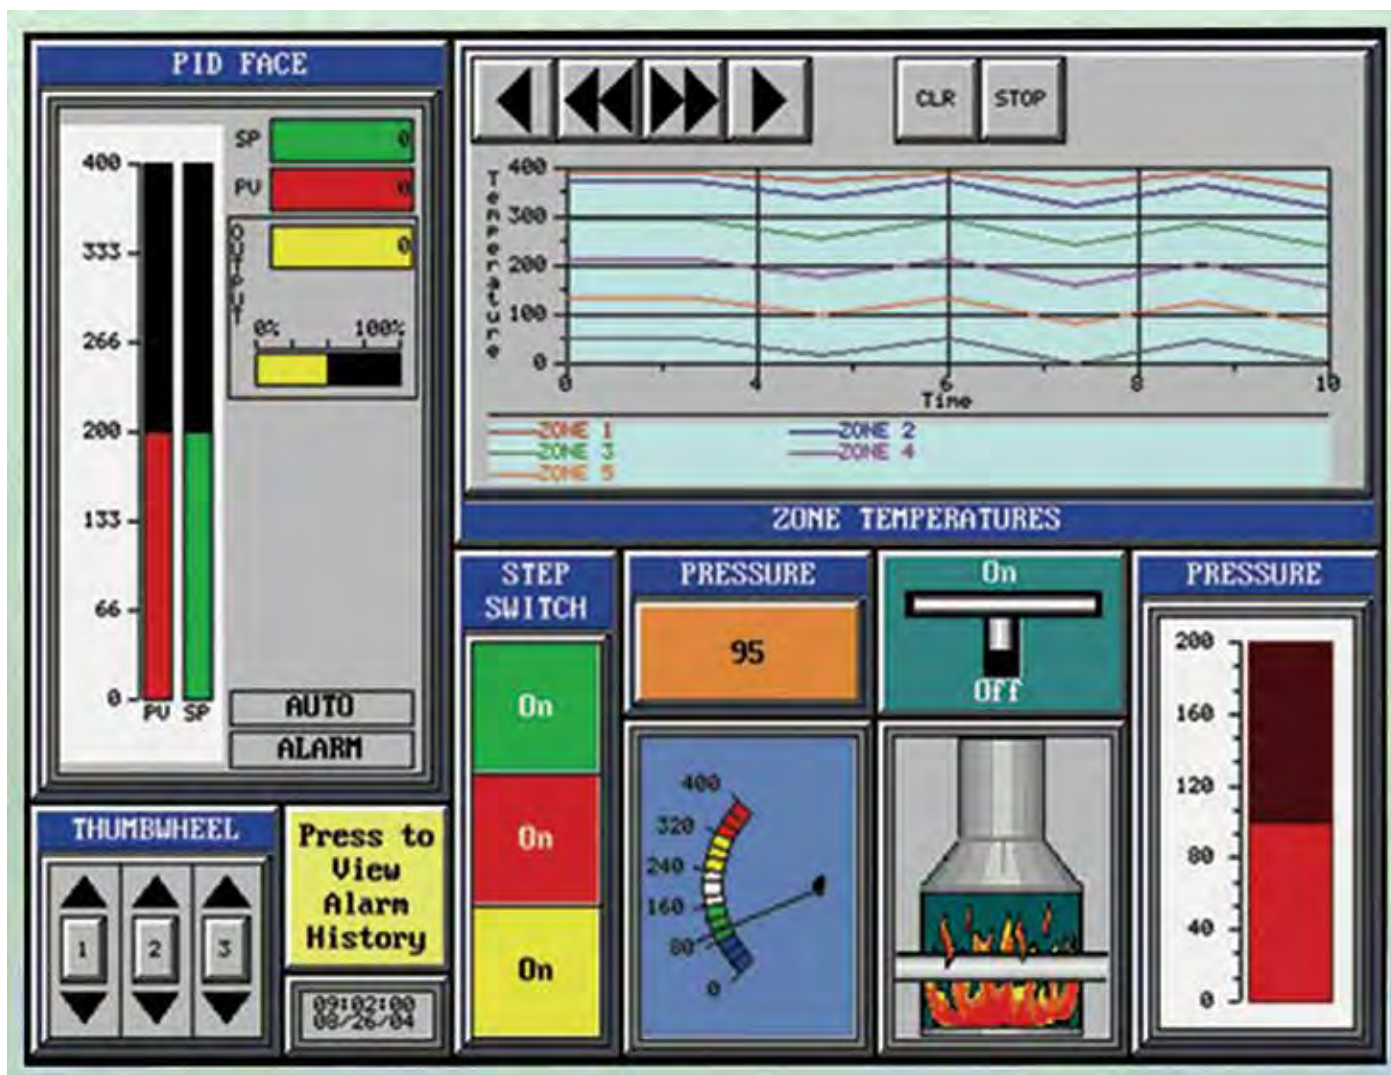 PID FACE
400
333
266
200
133
66
0
PV SP
SP 0
PV 0
OUTPUT
0
0% 100%
AUTO
ALARM
CLR STOP
Temperature
400
300
200
100
0
0 4 6 8 10
Time
ZONE 1 ZONE 2
ZONE 3 ZONE 4
ZONE 5
ZONE TEMPERATURES
THUMBWHEEL
1 2 3
Press to
View
Alarm
History
09:02:00
08/26/04
STEP
SWITCH
On
On
On
PRESSURE
95
400
320
240
160
80
0
On
Off
PRESSURE
200
160
120
80
40
0